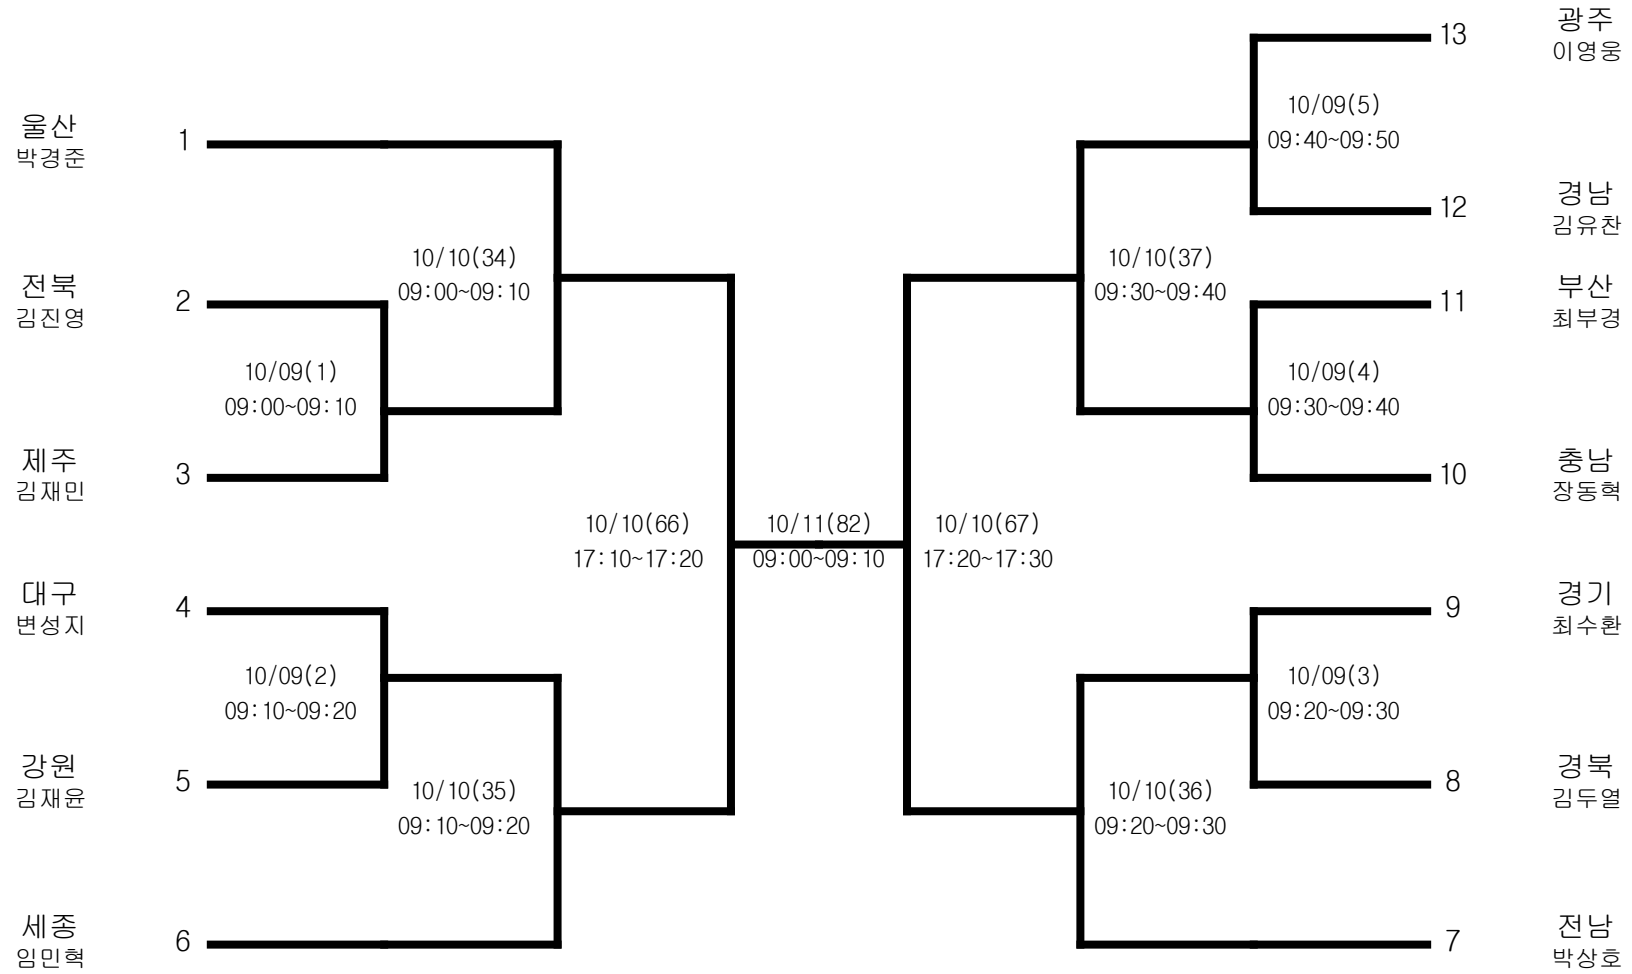 울산
박경준
1
전북
김진영
2
제주
김재민
3
대구
변성지
4
강원
김재윤
5
세종
임민혁
6
10/09(1)
09:00~09:10
10/09(2)
09:10~09:20
10/10(34)
09:00~09:10
10/10(35)
09:10~09:20
10/10(66)
17:10~17:20
10/11(82)
09:00~09:10
10/10(67)
17:20~17:30
10/10(37)
09:30~09:40
10/10(36)
09:20~09:30
10/09(5)
09:40~09:50
10/09(4)
09:30~09:40
10/09(3)
09:20~09:30
13
광주
이영웅
12
경남
김유찬
11
부산
최부경
10
충남
장동혁
9
경기
최수환
8
경북
김두열
7
전남
박상호